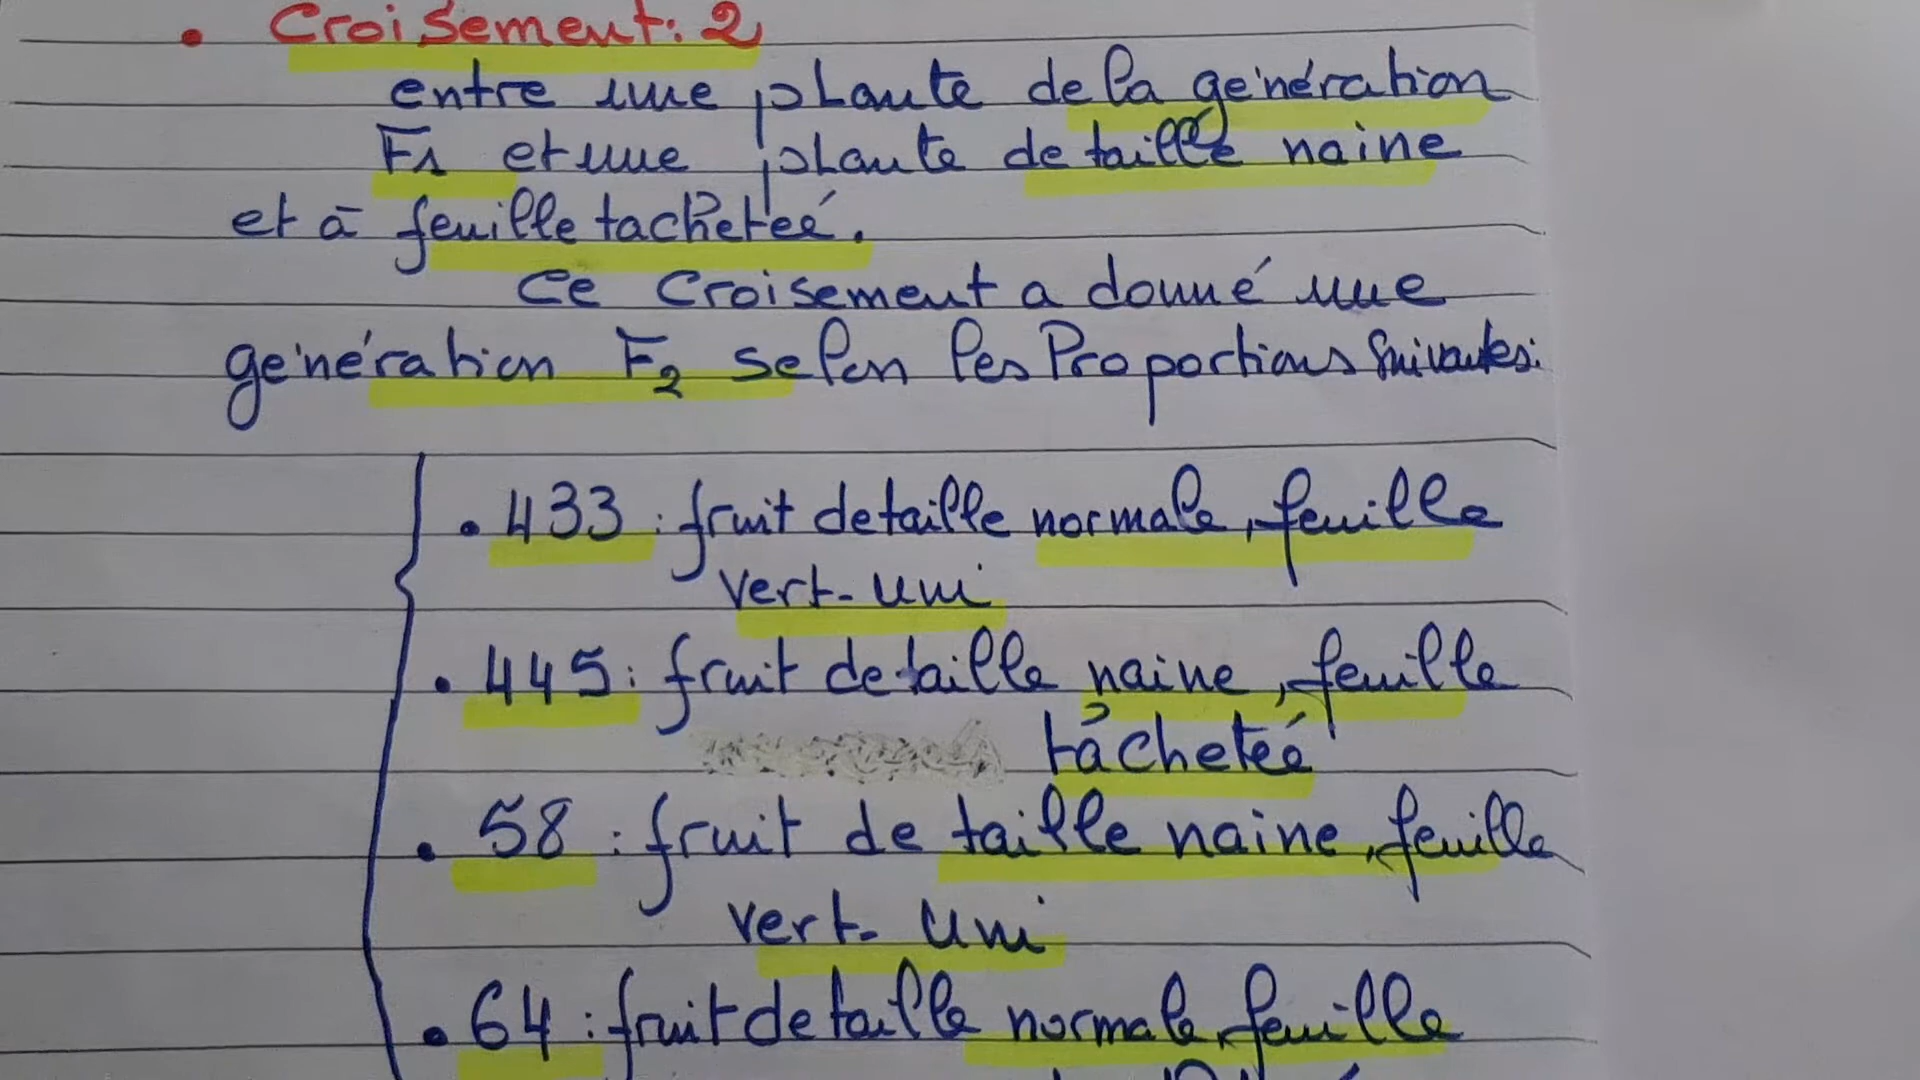 • Croisement: 2
entre une plante de la génération
F1 et une plante de taille naine
et à feuille tachetée.
Ce Croisement a donné une
génération F2 selon les Proportions suivantes:
• 433 : fruit de taille normale, feuille
vert-uni
• 445 : fruit de taille naine, feuille
tachetée
• 58 : fruit de taille naine, feuille
vert-uni
• 64 : fruit de taille normale, feuille